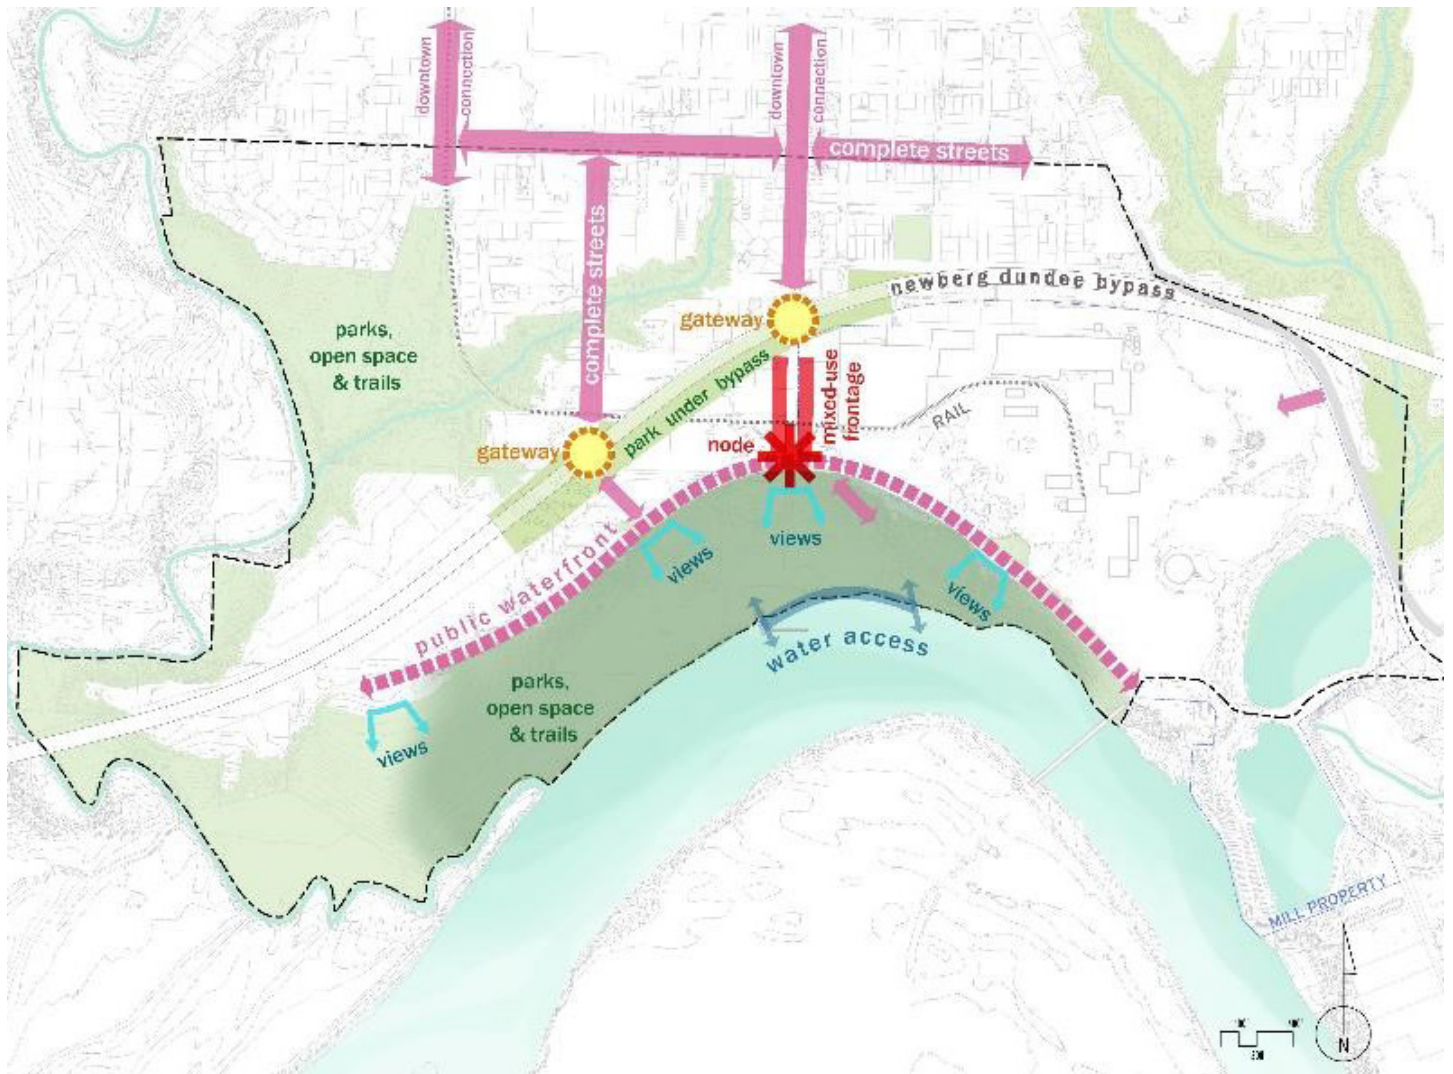 downtown
connection
downtown
connection
complete streets
complete streets
newberg dundee bypass
gateway
parks,
open space
& trails
park under bypass
mixed-use
frontage
RAIL
node
gateway
views
views
views
public waterfront
water access
parks,
open space
& trails
views
MILL PROPERTY
N